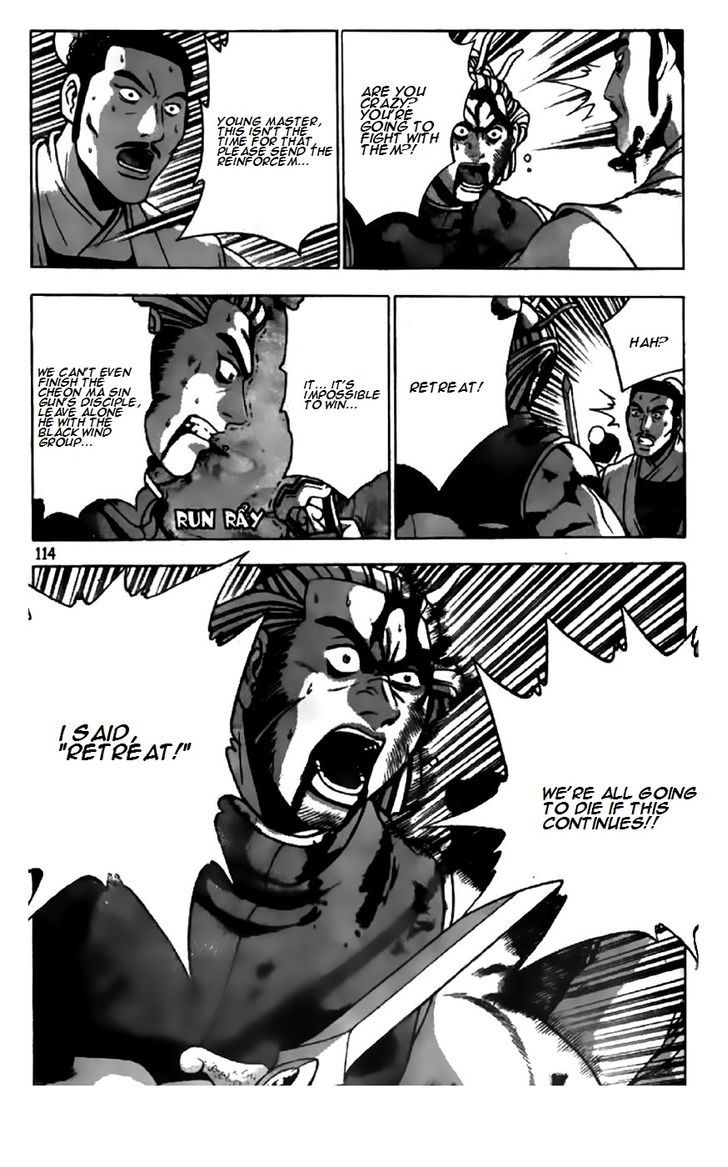 YOUNG MASTER,
THIS ISN'T THE
TIME FOR THAT
PLEASE SEND THE
REINFORCEM...
ARE YOU
CRAZY?
YOU'RE
GOING TO
FIGHT WITH
THEM?!
WE CAN'T EVEN
FINISH THE
CHEON MA SIN
GUN'S DISCIPLE,
LEAVE ALONE
HE WITH THE
BLACK WIND
GROUP...
IT... IT'S
IMPOSSIBLE
TO WIN...
RUN RẨY
RETREAT!
HAH?
114
I SAID,
"RETREAT!"
WE'RE ALL GOING
TO DIE IF THIS
CONTINUES!!